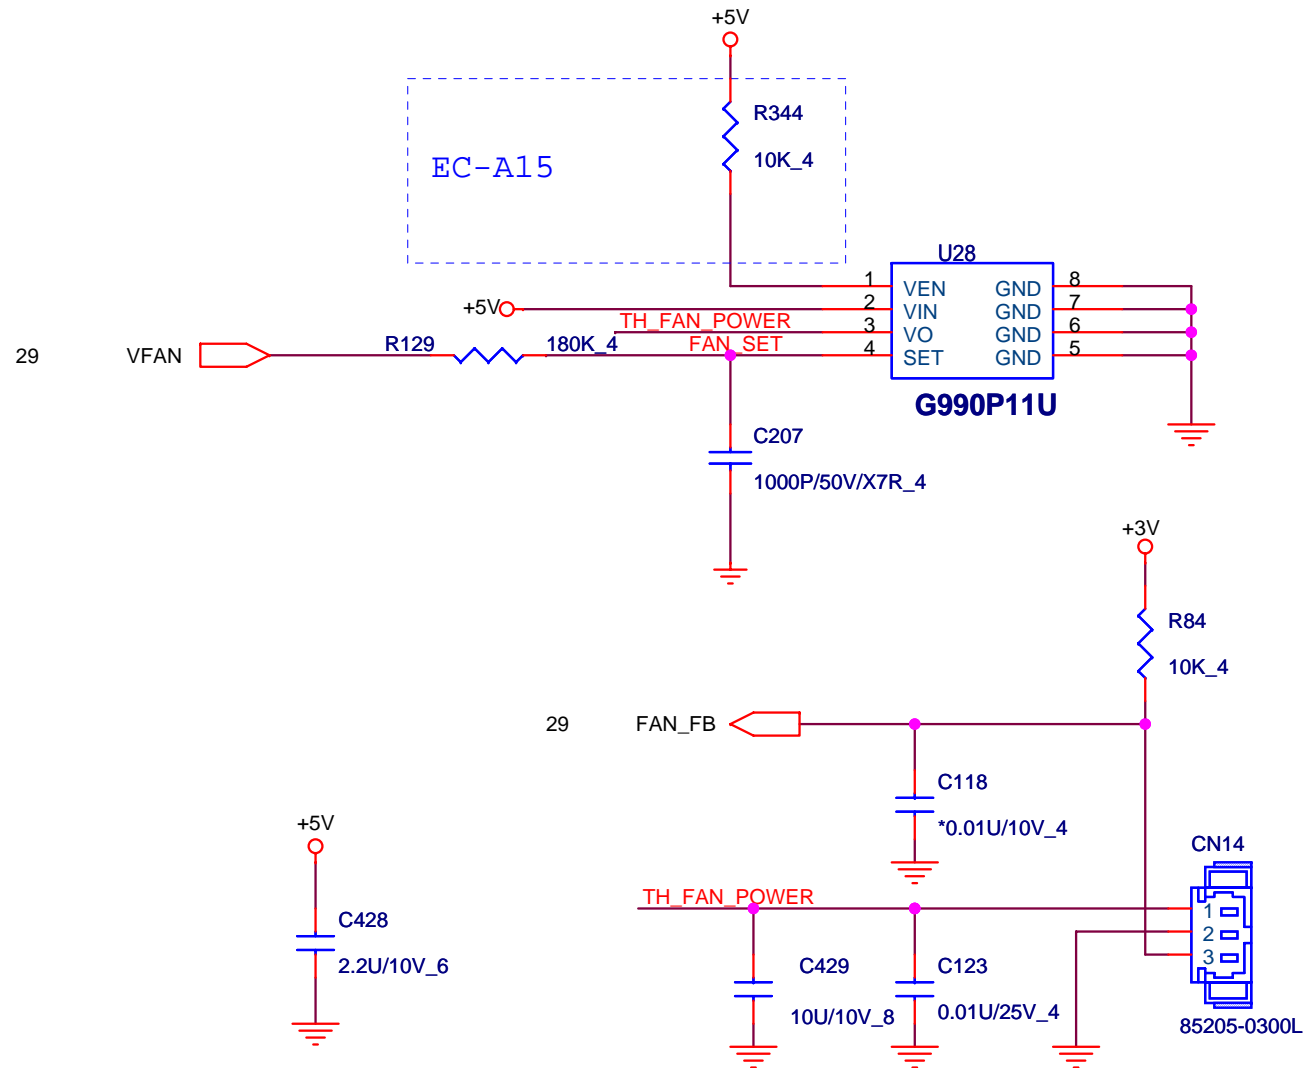 +5V
R344
10K_4
EC-A15
U28
1 VEN GND 8
+5V 2 VIN GND 7
TH_FAN_POWER 3 VO GND 6
29 VFAN R129 180K_4 FAN_SET 4 SET GND 5
G990P11U
C207
1000P/50V/X7R_4
+3V
R84
10K_4
29 FAN_FB
C118
*0.01U/10V_4
+5V
CN14
TH_FAN_POWER
1
C428
2
2.2U/10V_6
C429
C123
3
10U/10V_8
0.01U/25V_4
85205-0300L